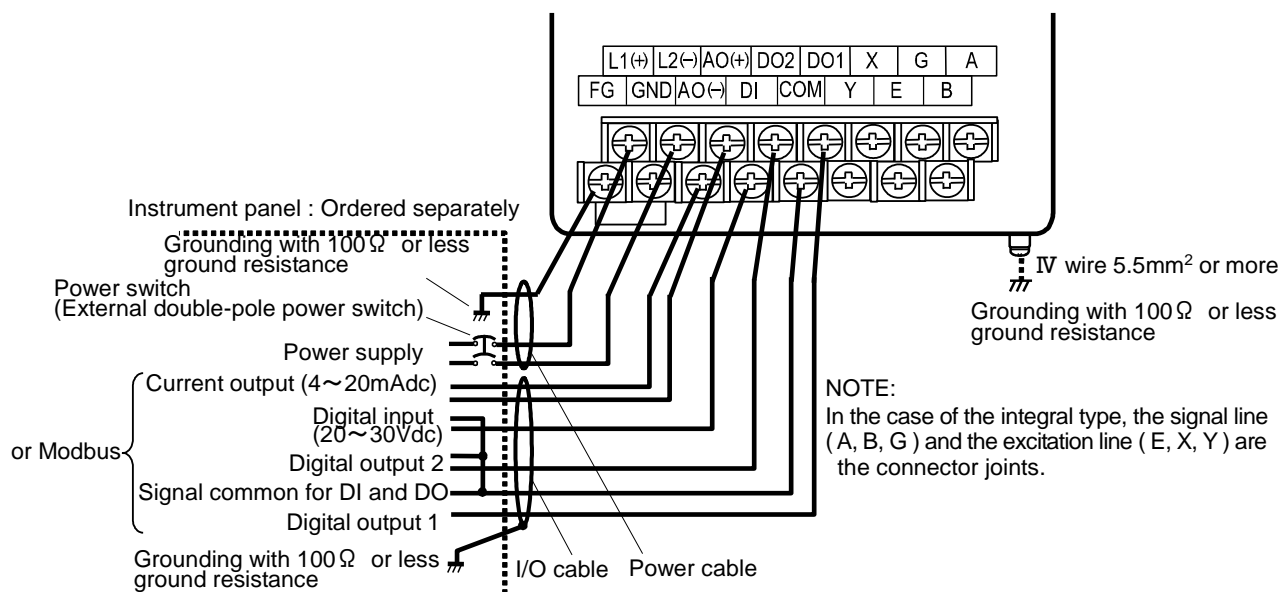 L1(+) L2(−) AO(+) DO2 DO1 X G A
FG GND AO(−) DI COM Y E B
Instrument panel : Ordered separately
Grounding with 100Ω or less
ground resistance
Power switch
(External double-pole power switch)
Power supply
Current output (4～20mAdc)
Digital input
(20～30Vdc)
or Modbus
Digital output 2
Signal common for DI and DO
Digital output 1
Grounding with 100Ω or less
ground resistance
I/O cable
Power cable
Ⅳ wire 5.5mm² or more
Grounding with 100Ω or less
ground resistance
NOTE:
In the case of the integral type, the signal line
( A, B, G ) and the excitation line ( E, X, Y ) are
the connector joints.